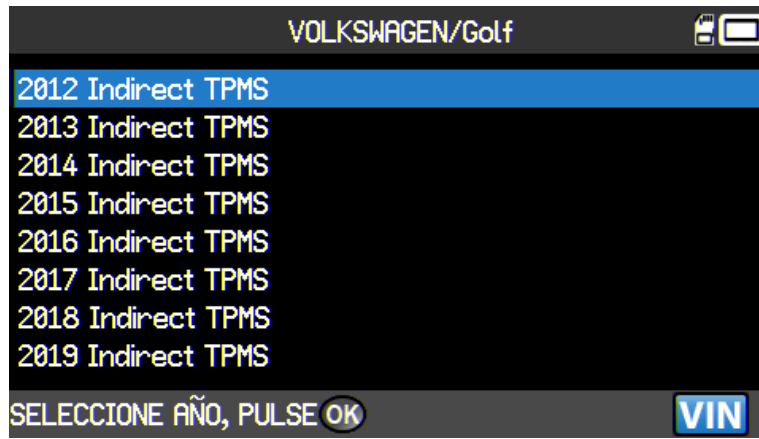 VOLKSWAGEN/Golf
2012 Indirect TPMS
2013 Indirect TPMS
2014 Indirect TPMS
2015 Indirect TPMS
2016 Indirect TPMS
2017 Indirect TPMS
2018 Indirect TPMS
2019 Indirect TPMS
SELECCIONE AÑO, PULSE OK VIN